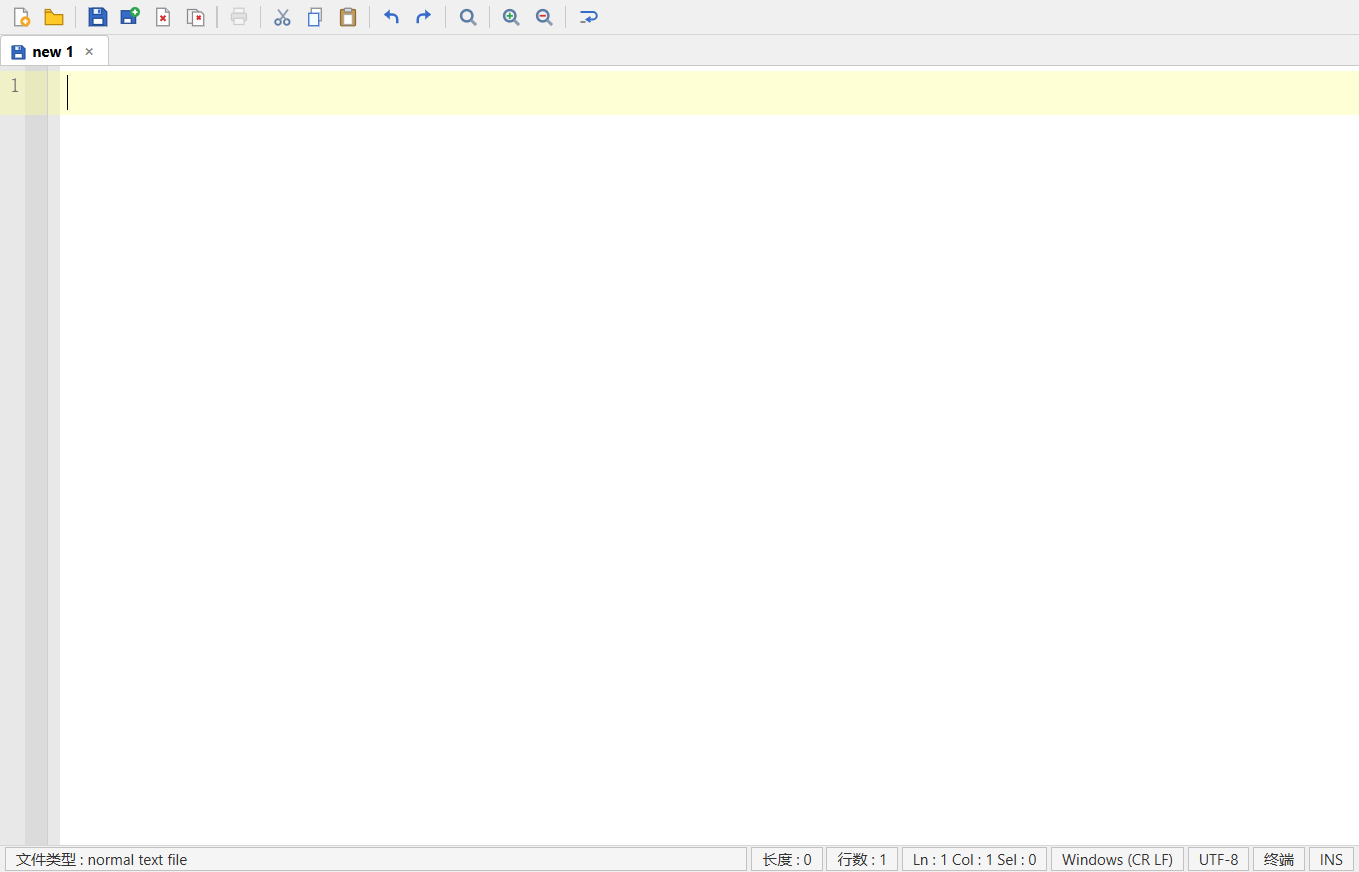 new 1
1
文件类型 : normal text file 长度 : 0 行数 : 1 Ln : 1 Col : 1 Sel : 0 Windows (CR LF) UTF-8 终端 INS